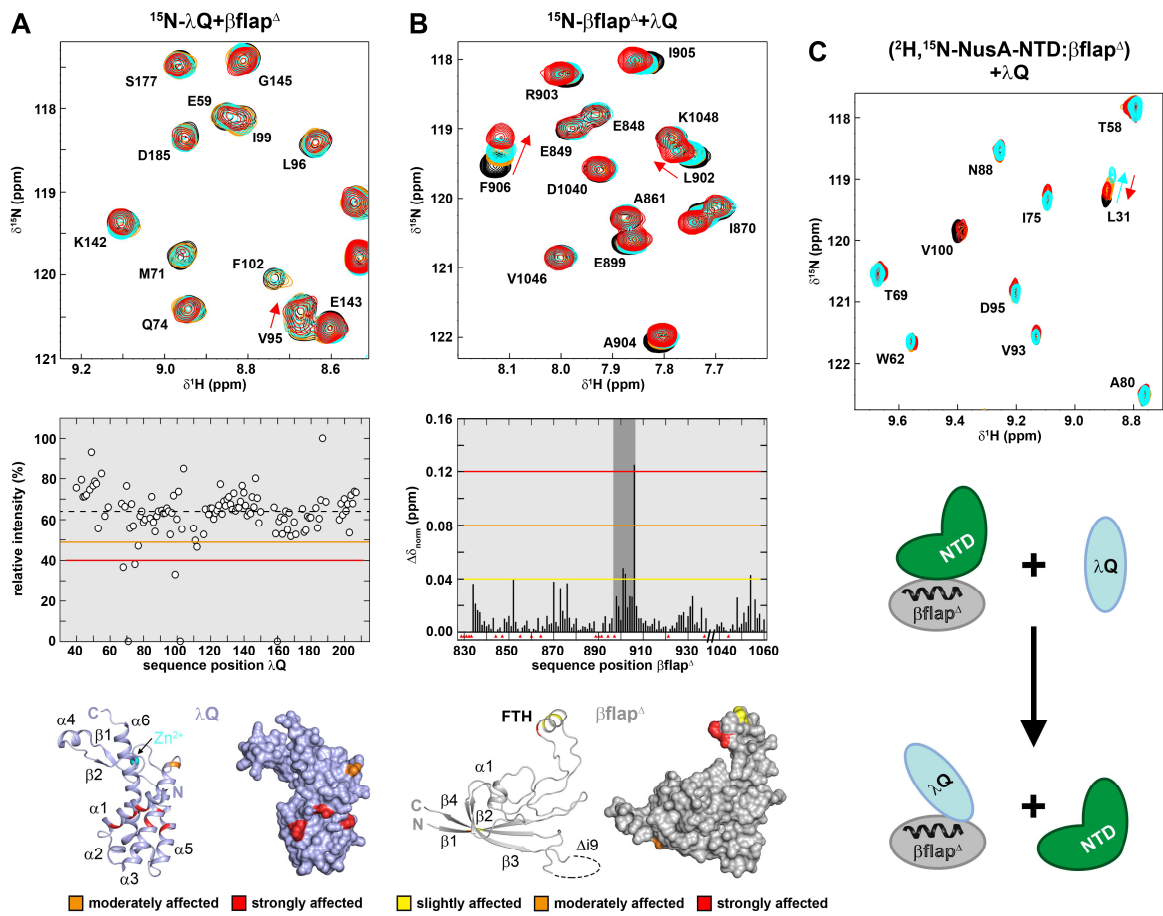 A
¹⁵N-λQ+βflapᐞ
S177
G145
E59
I99
D185
L96
K142
M71
F102
Q74
V95
E143
118
119
120
121
δ¹⁵N (ppm)
9.2
9.0
8.8
8.6
δ¹H (ppm)
100
80
60
40
20
0
relative intensity (%)
40
60
80
100
120
140
160
180
200
sequence position λQ
λQ
C
α6
α4
β1
Zn²⁺
β2
N
α1
α2
α5
α3
moderately affected
strongly affected
B
¹⁵N-βflapᐞ+λQ
I905
R903
K1048
E848
E849
F906
D1040
L902
A861
I870
E899
V1046
A904
118
119
120
121
122
δ¹⁵N (ppm)
8.1
8.0
7.9
7.8
7.7
δ¹H (ppm)
0.16
0.12
0.08
0.04
0.00
Δδnorm (ppm)
830
850
870
890
910
930
1040
1060
sequence position βflapᐞ
FTH
βflapᐞ
α1
C
β4
β2
N
β1
β3
Δi9
slightly affected
moderately affected
strongly affected
C
(²H,¹⁵N-NusA-NTD:βflapᐞ)
+λQ
T58
N88
I75
L31
V100
T69
D95
W62
V93
A80
118
119
120
121
122
δ¹⁵N (ppm)
9.6
9.4
9.2
9.0
8.8
δ¹H (ppm)
NTD
+
λQ
βflapᐞ
λQ
+
βflapᐞ
NTD